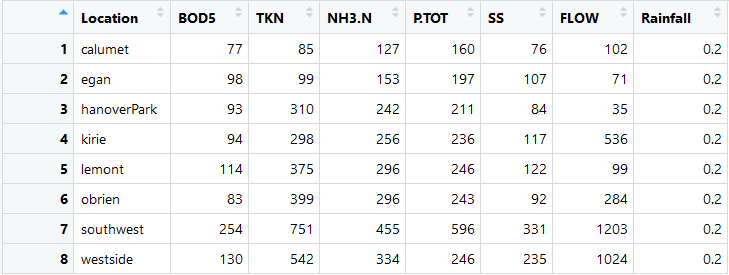 Location BOD5 TKN NH3.N P.TOT SS FLOW Rainfall
1 calumet 77 85 127 160 76 102 0.2
2 egan 98 99 153 197 107 71 0.2
3 hanoverPark 93 310 242 211 84 35 0.2
4 kirie 94 298 256 236 117 536 0.2
5 lemont 114 375 296 246 122 99 0.2
6 obrien 83 399 296 243 92 284 0.2
7 southwest 254 751 455 596 331 1203 0.2
8 westside 130 542 334 246 235 1024 0.2